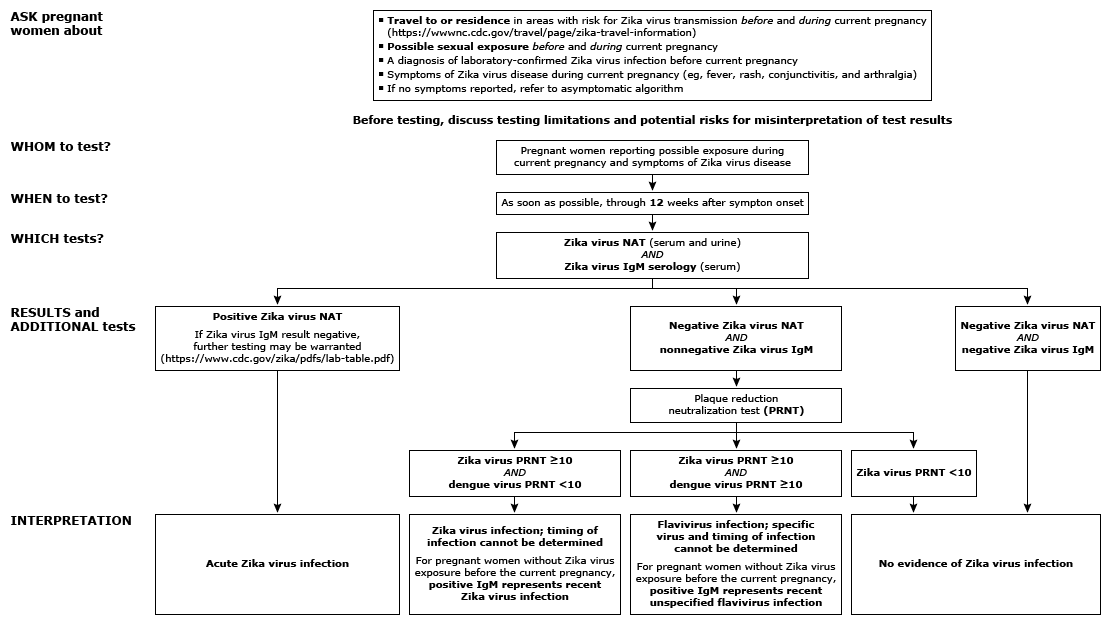 ASK pregnant
women about
▪ Travel to or residence in areas with risk for Zika virus transmission before and during current pregnancy
(https://wwwnc.cdc.gov/travel/page/zika-travel-information)
▪ Possible sexual exposure before and during current pregnancy
▪ A diagnosis of laboratory-confirmed Zika virus infection before current pregnancy
▪ Symptoms of Zika virus disease during current pregnancy (eg, fever, rash, conjunctivitis, and arthralgia)
▪ If no symptoms reported, refer to asymptomatic algorithm
Before testing, discuss testing limitations and potential risks for misinterpretation of test results
WHOM to test?
Pregnant women reporting possible exposure during
current pregnancy and symptoms of Zika virus disease
WHEN to test?
As soon as possible, through 12 weeks after sympton onset
WHICH tests?
Zika virus NAT (serum and urine)
AND
Zika virus IgM serology (serum)
RESULTS and
ADDITIONAL tests
Positive Zika virus NAT
If Zika virus IgM result negative,
further testing may be warranted
(https://www.cdc.gov/zika/pdfs/lab-table.pdf)
Negative Zika virus NAT
AND
nonnegative Zika virus IgM
Negative Zika virus NAT
AND
negative Zika virus IgM
Plaque reduction
neutralization test (PRNT)
Zika virus PRNT ≥10
AND
dengue virus PRNT <10
Zika virus PRNT ≥10
AND
dengue virus PRNT ≥10
Zika virus PRNT <10
INTERPRETATION
Acute Zika virus infection
Zika virus infection; timing of
infection cannot be determined
For pregnant women without Zika virus
exposure before the current pregnancy,
positive IgM represents recent
Zika virus infection
Flavivirus infection; specific
virus and timing of infection
cannot be determined
For pregnant women without Zika virus
exposure before the current pregnancy,
positive IgM represents recent
unspecified flavivirus infection
No evidence of Zika virus infection